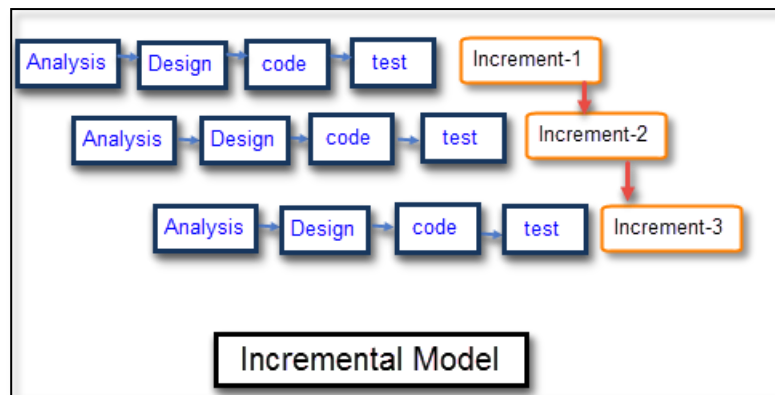 Analysis Design code test Increment-1
Analysis Design code test Increment-2
Analysis Design code test Increment-3
Incremental Model